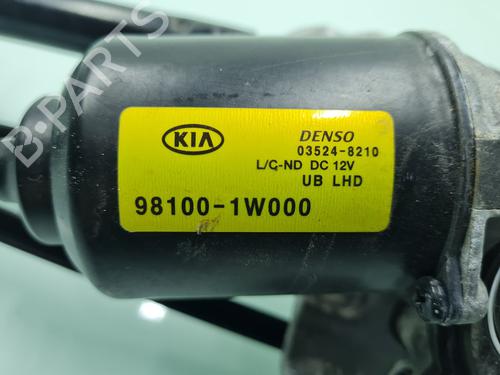 B-PARTS
KIA
DENSO
03524-8210
L/C-ND DC 12V
UB LHD
98100-1W000